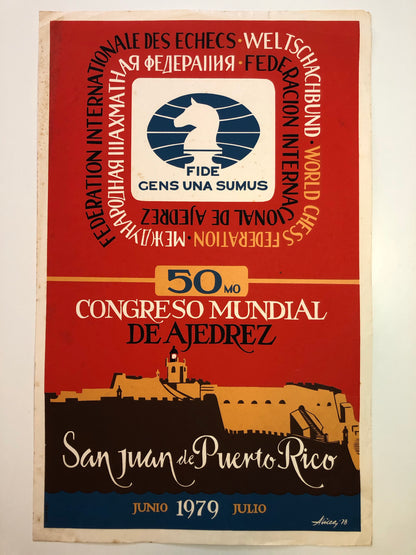 FEDERATION INTERNATIONALE DES ECHECS · WELTSCHACHBUND · WORLD CHESS FEDERATION · МЕЖДУНАРОДНАЯ ШАХМАТНАЯ ФЕДЕРАЦИЯ · FEDERACION INTERNACIONAL DE AJEDREZ
FIDE
GENS UNA SUMUS
50MO
CONGRESO MUNDIAL
DE AJEDREZ
San Juan de Puerto Rico
JUNIO 1979 JULIO